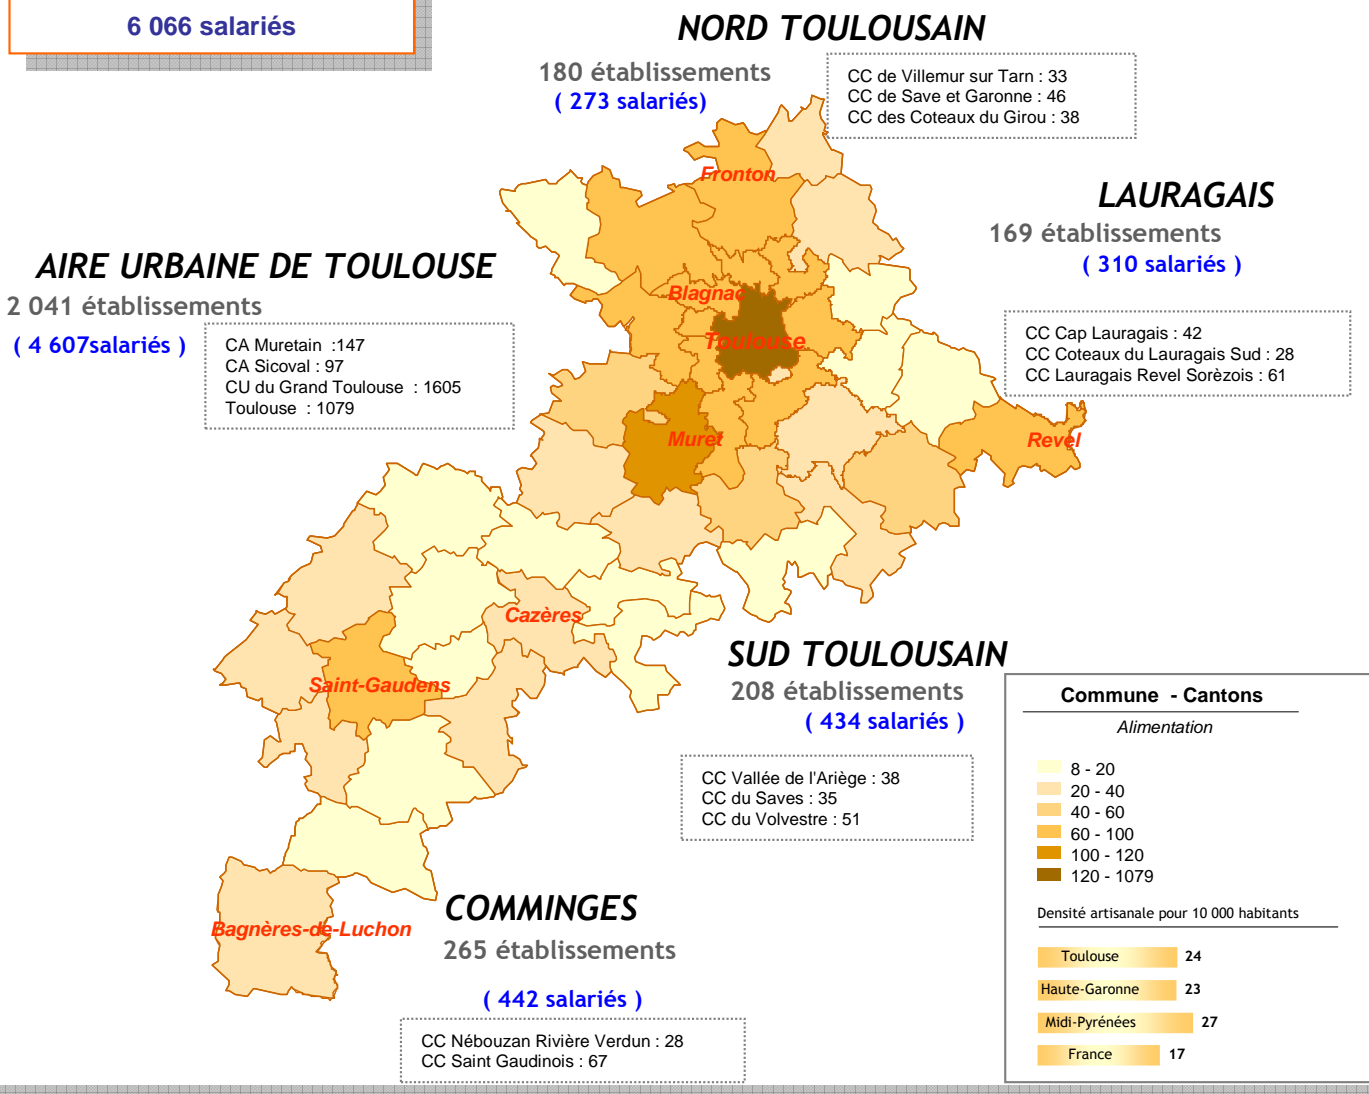 6 066 salariés
NORD TOULOUSAIN
180 établissements
( 273 salariés)
CC de Villemur sur Tarn : 33
CC de Save et Garonne : 46
CC des Coteaux du Girou : 38
Fronton
LAURAGAIS
169 établissements
( 310 salariés )
CC Cap Lauragais : 42
CC Coteaux du Lauragais Sud : 28
CC Lauragais Revel Sorèzois : 61
AIRE URBAINE DE TOULOUSE
2 041 établissements
( 4 607salariés )
CA Muretain :147
CA Sicoval : 97
CU du Grand Toulouse : 1605
Toulouse : 1079
Blagnac
Toulouse
Muret
Revel
Cazères
Saint-Gaudens
Bagnères-de-Luchon
SUD TOULOUSAIN
208 établissements
( 434 salariés )
CC Vallée de l'Ariège : 38
CC du Saves : 35
CC du Volvestre : 51
COMMINGES
265 établissements
( 442 salariés )
CC Nébouzan Rivière Verdun : 28
CC Saint Gaudinois : 67
Commune - Cantons
Alimentation
8 - 20
20 - 40
40 - 60
60 - 100
100 - 120
120 - 1079
Densité artisanale pour 10 000 habitants
Toulouse 24
Haute-Garonne 23
Midi-Pyrénées 27
France 17